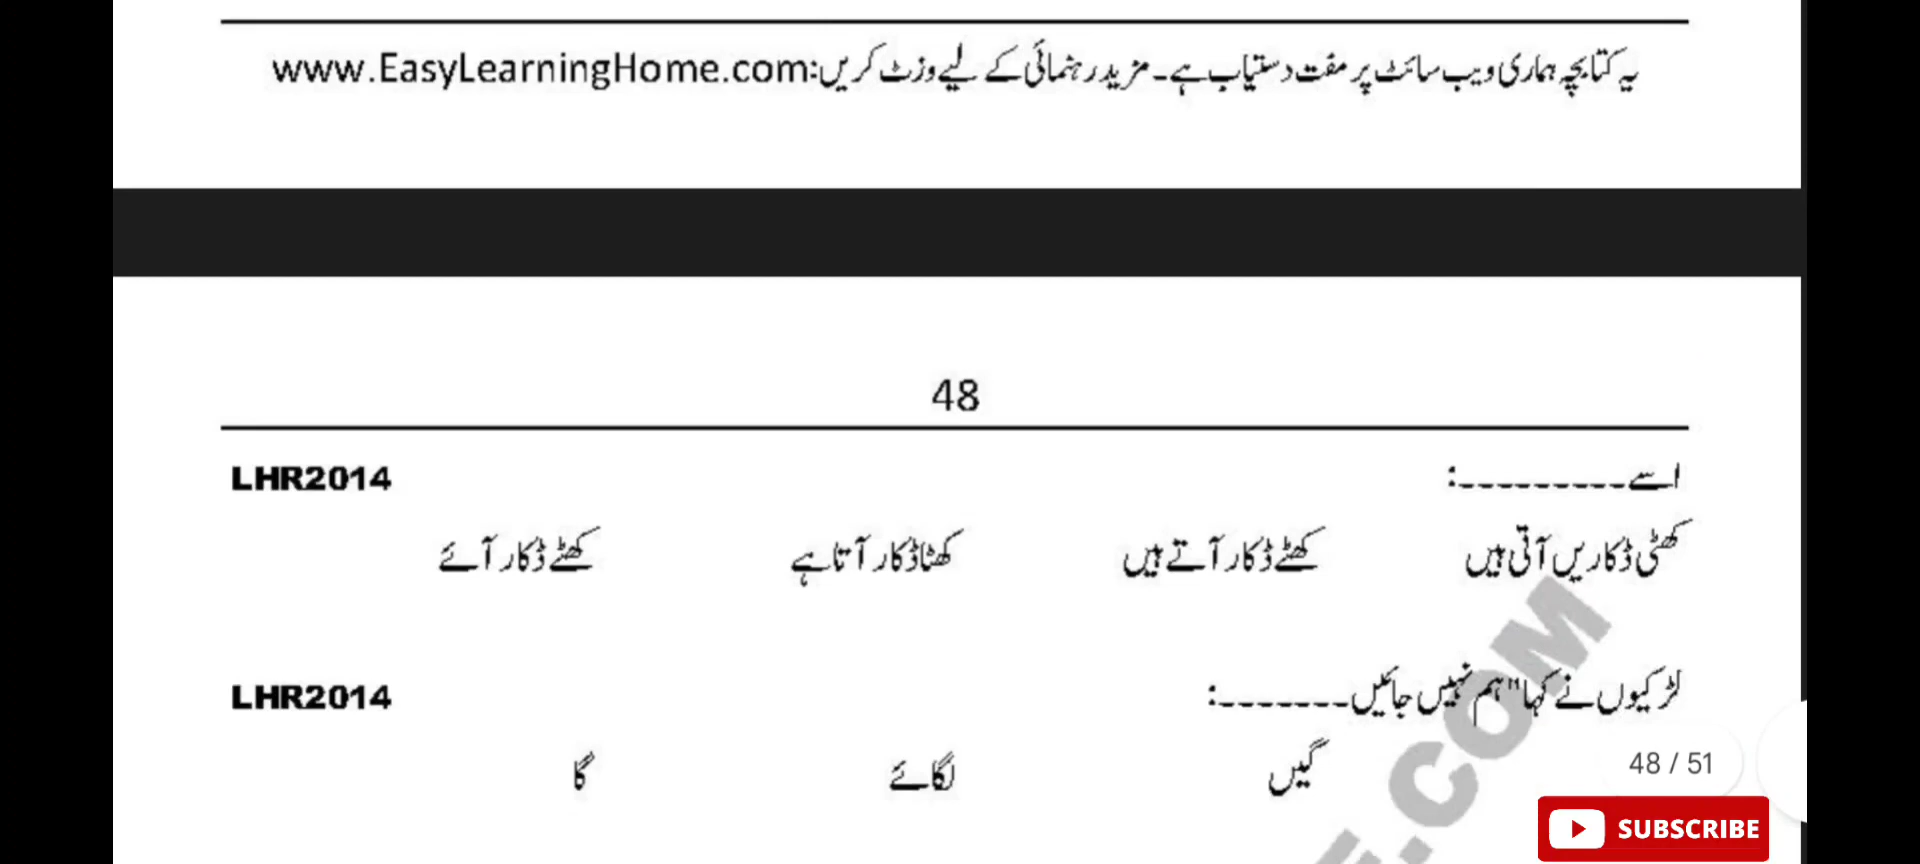 یہ کتابچہ ہماری ویب سائٹ پر مفت دستیاب ہے۔ مزید رہنمائی کے لیے وزٹ کریں:www.EasyLearningHome.com
48
اسے---------: LHR2014
کھٹی ڈکاریں آتی ہیں کھٹے ڈکار آتے ہیں کھٹا ڈکار آتا ہے کھٹے ڈکار آئے
لڑکیوں نے کہا"ہم نہیں جائیں-------: LHR2014
گیں گا
48 / 51
SUBSCRIBE
E.COM